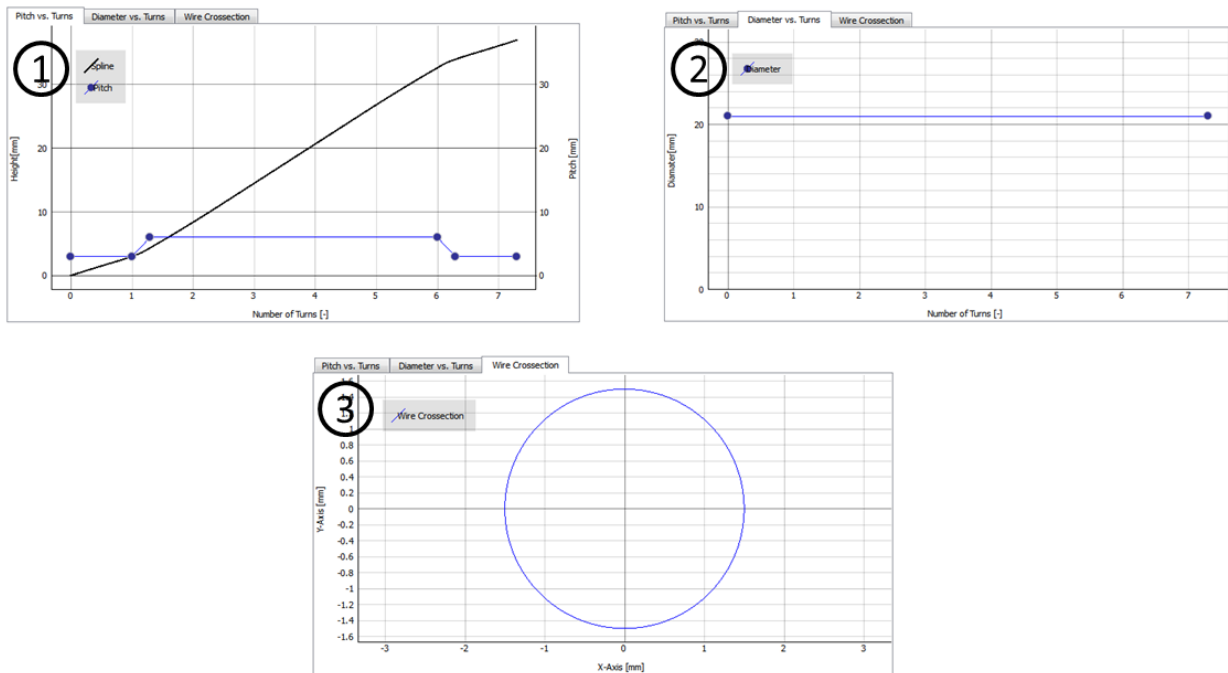 Pitch vs. Turns Diameter vs. Turns Wire Crossection
1
Spline
Pitch
30
20
10
0
30
20
10
0
Height[mm]
Pitch [mm]
0 1 2 3 4 5 6 7
Number of Turns [-]
Pitch vs. Turns Diameter vs. Turns Wire Crossection
2
Diameter
20
10
0
Diamater[mm]
0 1 2 3 4 5 6 7
Number of Turns [-]
Pitch vs. Turns Diameter vs. Turns Wire Crossection
3
Wire Crossection
1
0.8
0.6
0.4
0.2
0
-0.2
-0.4
-0.6
-0.8
-1
-1.2
-1.4
-1.6
Y-Axis [mm]
-3 -2 -1 0 1 2 3
X-Axis [mm]